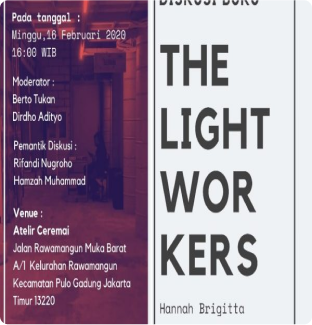 Pada tanggal :
Minggu,16 Februari 2020
16:00 WIB
Moderator :
Berto Tukan
Dirdho Adityo
Pemantik Diskusi :
Rifandi Nugroho
Hamzah Muhammad
Venue :
Atelir Ceremai
Jalan Rawamangun Muka Barat
A/1 Kelurahan Rawamangun
Kecamatan Pulo Gadung Jakarta
Timur 13220
DISKUSI BUKU
THE
LIGHT
WOR
KERS
Hannah Brigitta